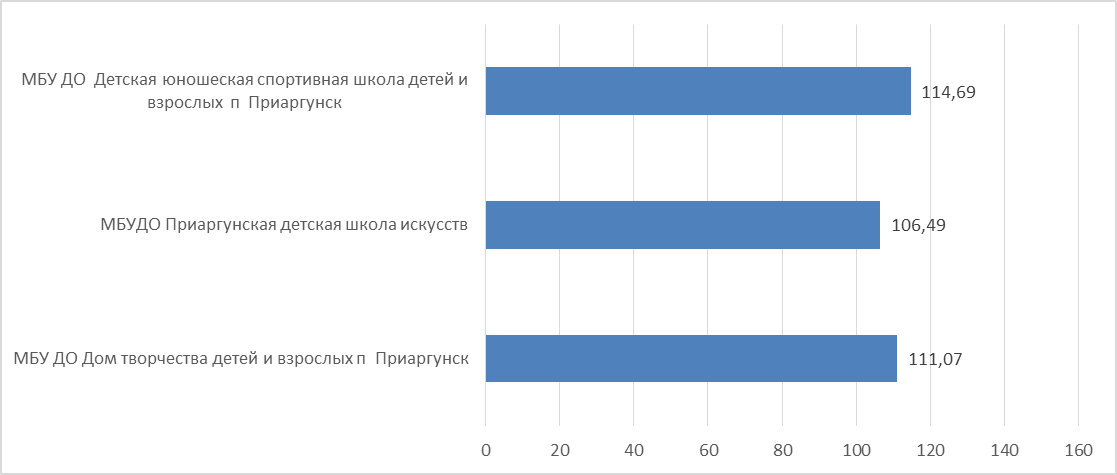 МБУ ДО  Детская юношеская спортивная школа детей и
взрослых  п  Приаргунск
114,69
МБУДО Приаргунская детская школа искусств
106,49
МБУ ДО Дом творчества детей и взрослых п  Приаргунск
111,07
0 20 40 60 80 100 120 140 160